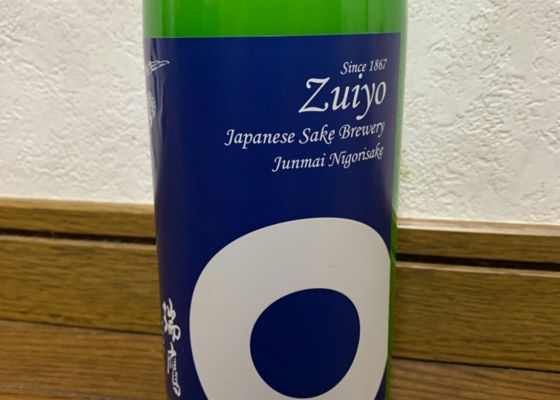 Since 1867
Zuiyo
Japanese Sake Brewery
Junmai Nigorisake